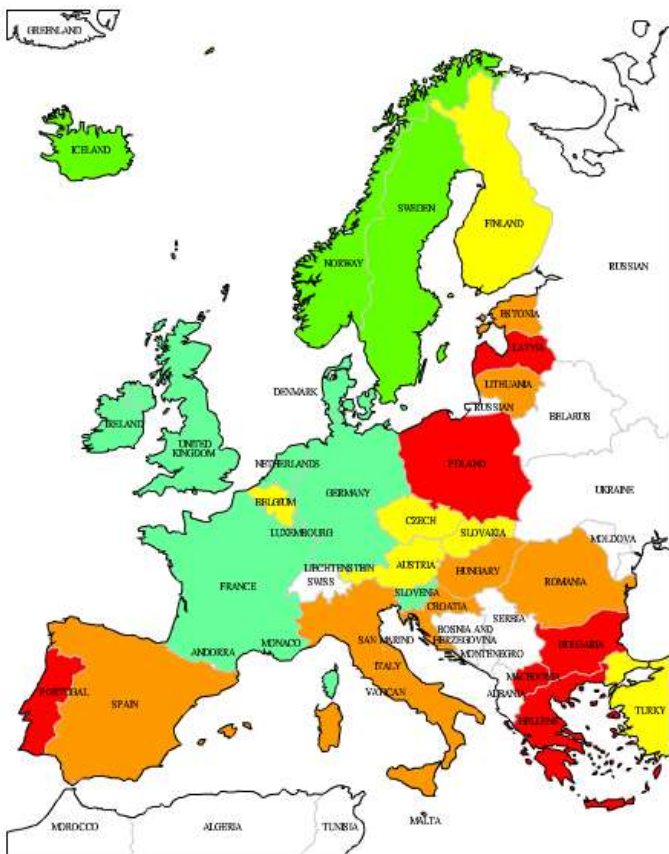 GREENLAND
ICELAND
SWEDEN
FINLAND
NORWAY
RUSSIAN
ESTONIA
LATVIA
DENMARK
LITHUANIA
IRELAND
RUSSIAN
BELARUS
UNITED
KINGDOM
NETHERLANDS
POLAND
GERMANY
UKRAINE
BELGIUM
CZECH
LUXEMBOURG
SLOVAKIA
MOLDOVA
LIECHTENSTEIN
AUSTRIA
SWISS
HUNGARY
FRANCE
ROMANIA
SLOVENIA
CROATIA
SERBIA
BOSNIA AND
HERZEGOVINA
MONACO
SAN MARINO
ANDORRA
MONTENEGRO
BULGARIA
ITALY
MACEDONIA
PORTUGAL
VATICAN
ALBANIA
SPAIN
TURKY
HELLENIC
MALTA
MOROCCO
ALGERIA
TUNISIA